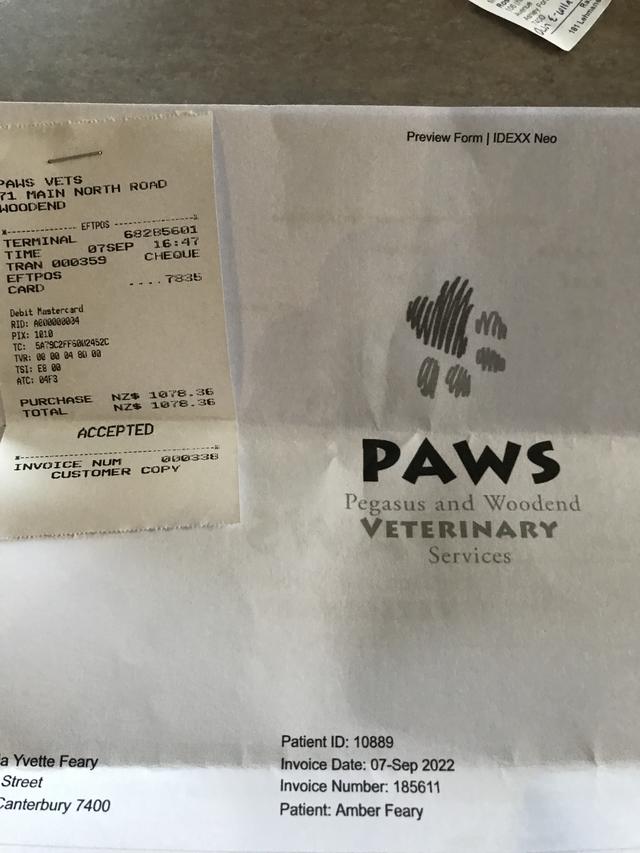 181 Lehmans
Preview Form | IDEXX Neo
PAWS VETS
71 MAIN NORTH ROAD
WOODEND
*------------ EFTPOS ------------*
TERMINAL 68285601
TIME 07SEP 16:47
TRAN 000359 CHEQUE
EFTPOS
CARD ....7835
Debit Mastercard
RID: A000000004
PIX: 1010
TVR: 00 00 04 80 00
TSI: E8 00
ATC: 04F3
PURCHASE NZ$ 1078.36
TOTAL NZ$ 1078.36
ACCEPTED
*--------------------------------*
INVOICE NUM 000338
CUSTOMER COPY
PAWS
Pegasus and Woodend
VETERINARY
Services
a Yvette Feary
Street
Canterbury 7400
Patient ID: 10889
Invoice Date: 07-Sep 2022
Invoice Number: 185611
Patient: Amber Feary